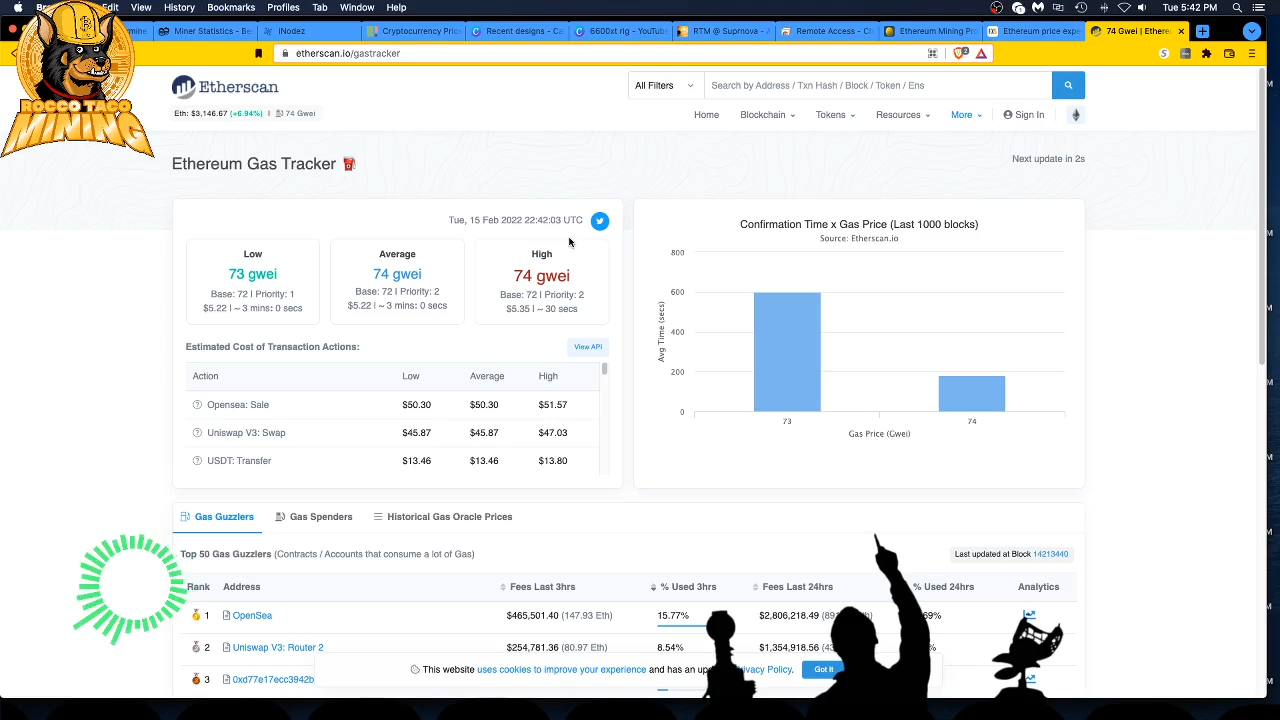 History Bookmarks Profiles Tab Window Help
Tue 5:42 PM
Miner Statistics - Be
INodez
Cryptocurrency Price
Recent designs - Ca
6600xt rig - YouTube
RTM @ Suprnova - A
Remote Access - Ch
Ethereum Mining Pro
Ethereum price expe
74 Gwei | Ethere
etherscan.io/gastracker
ROCCO TACO
MINING
Etherscan
All Filters
Search by Address / Txn Hash / Block / Token / Ens
Eth: $3,146.67 (+6.94%) | 74 Gwei
Home Blockchain Tokens Resources More Sign In
Ethereum Gas Tracker
Next update in 2s
Tue, 15 Feb 2022 22:42:03 UTC
Low
73 gwei
Base: 72 | Priority: 1
$5.22 | ~ 3 mins: 0 secs
Average
74 gwei
Base: 72 | Priority: 2
$5.22 | ~ 3 mins: 0 secs
High
74 gwei
Base: 72 | Priority: 2
$5.35 | ~ 30 secs
Estimated Cost of Transaction Actions:
View API
Action Low Average High
Opensea: Sale $50.30 $50.30 $51.57
Uniswap V3: Swap $45.87 $45.87 $47.03
USDT: Transfer $13.46 $13.46 $13.80
Confirmation Time x Gas Price (Last 1000 blocks)
Source: Etherscan.io
Avg Time (secs)
800
600
400
200
0
73 74
Gas Price (Gwei)
Gas Guzzlers Gas Spenders Historical Gas Oracle Prices
Top 50 Gas Guzzlers (Contracts / Accounts that consume a lot of Gas)
Last updated at Block 14213440
Rank Address Fees Last 3hrs % Used 3hrs Fees Last 24hrs % Used 24hrs Analytics
1 OpenSea $465,501.40 (147.93 Eth) 15.77% $2,806,218.49
2 Uniswap V3: Router 2 $254,781.36 (80.97 Eth) 8.54% $1,354,918.56
3 0xd77e17ecc3942b
This website uses cookies to improve your experience and has an Policy.
Got It